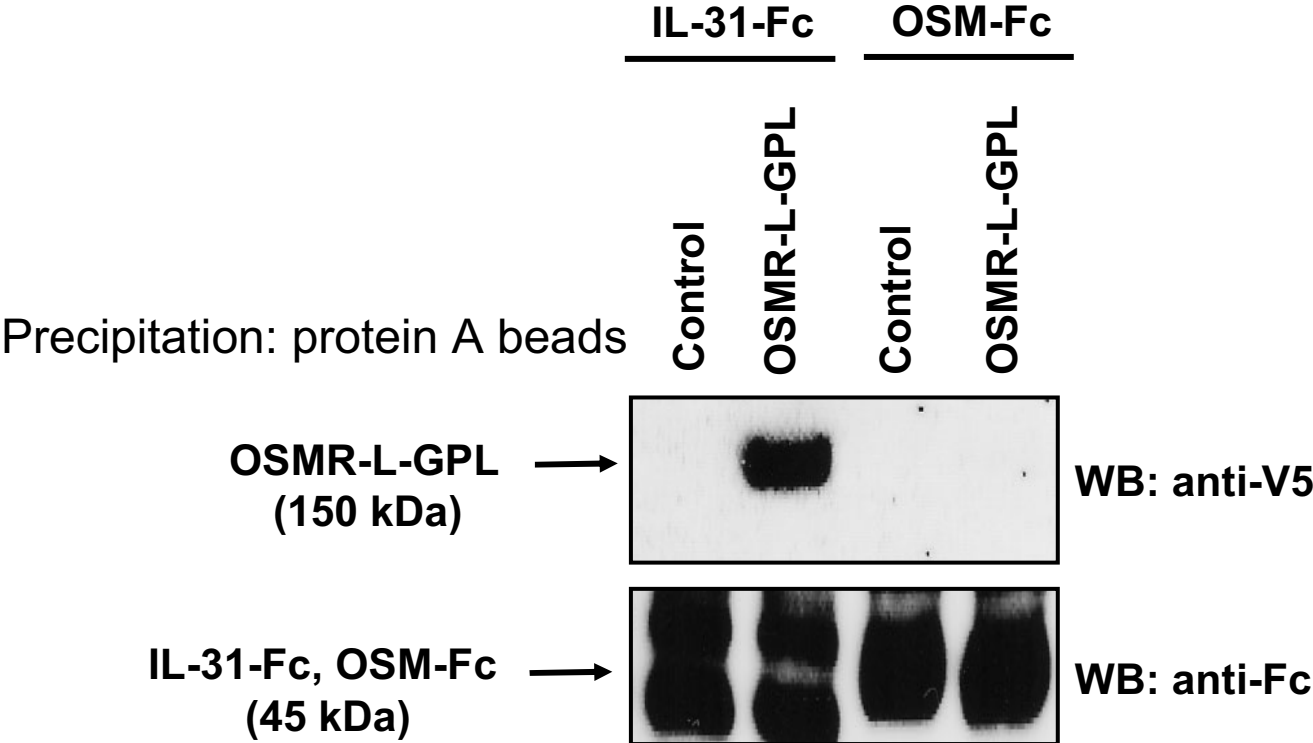 IL-31-Fc
OSM-Fc
Control
OSMR-L-GPL
Control
OSMR-L-GPL
Precipitation: protein A beads
OSMR-L-GPL
(150 kDa)
WB: anti-V5
IL-31-Fc, OSM-Fc
(45 kDa)
WB: anti-Fc